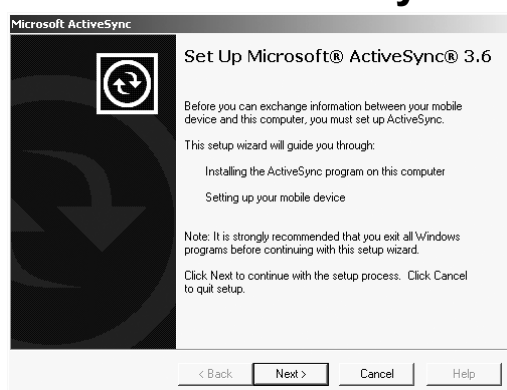 Microsoft ActiveSync
Set Up Microsoft® ActiveSync® 3.6
Before you can exchange information between your mobile
device and this computer, you must set up ActiveSync.
This setup wizard will guide you through:
Installing the ActiveSync program on this computer
Setting up your mobile device
Note: It is strongly recommended that you exit all Windows
programs before continuing with this setup wizard.
Click Next to continue with the setup process. Click Cancel
to quit setup.
< Back Next > Cancel Help